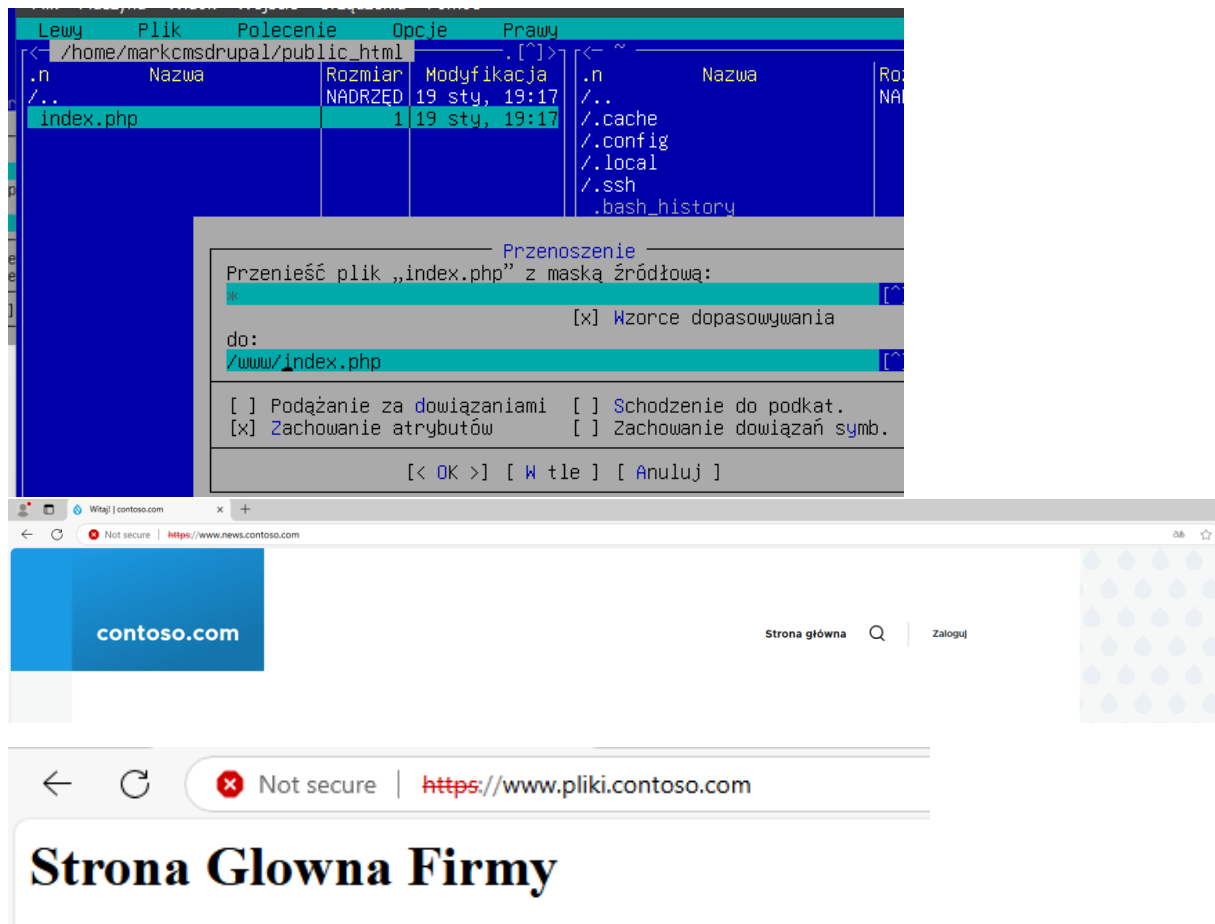 Lewy Plik Polecenie Opcje Prawy
<─ /home/markcmsdrupal/public_html .[^]> <─ ~
.n Nazwa Rozmiar Modyfikacja .n Nazwa
/.. NADRZĘD 19 sty, 19:17 /..
index.php 1 19 sty, 19:17 /.cache
/.config
/.local
/.ssh
.bash_history
Przenoszenie
Przenieść plik „index.php” z maską źródłową:
* [^]
[x] Wzorce dopasowywania
do:
/www/index.php [^]
[ ] Podążanie za dowiązaniami [ ] Schodzenie do podkat.
[x] Zachowanie atrybutów [ ] Zachowanie dowiązań symb.
[< OK >] [ W tle ] [ Anuluj ]
Witaj! | contoso.com × +
Not secure | https://www.news.contoso.com
contoso.com Strona główna Zaloguj
Not secure | https://www.pliki.contoso.com
Strona Glowna Firmy